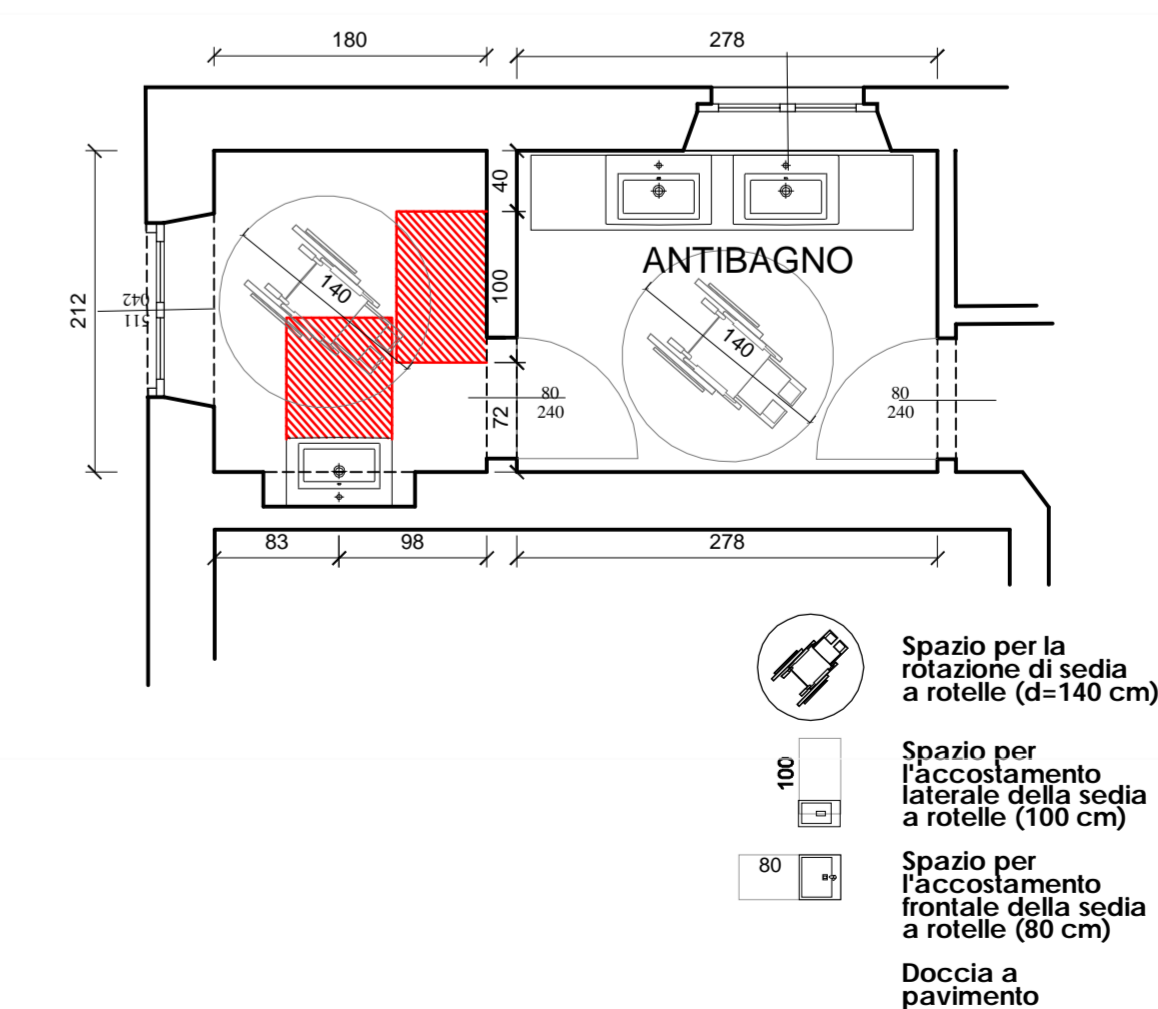 180
278
40
ANTIBAGNO
100
140
140
212
240
115
72
80
240
80
240
83
98
278
Spazio per la
rotazione di sedia
a rotelle (d=140 cm)
100
Spazio per
l'accostamento
laterale della sedia
a rotelle (100 cm)
80
Spazio per
l'accostamento
frontale della sedia
a rotelle (80 cm)
Doccia a
pavimento